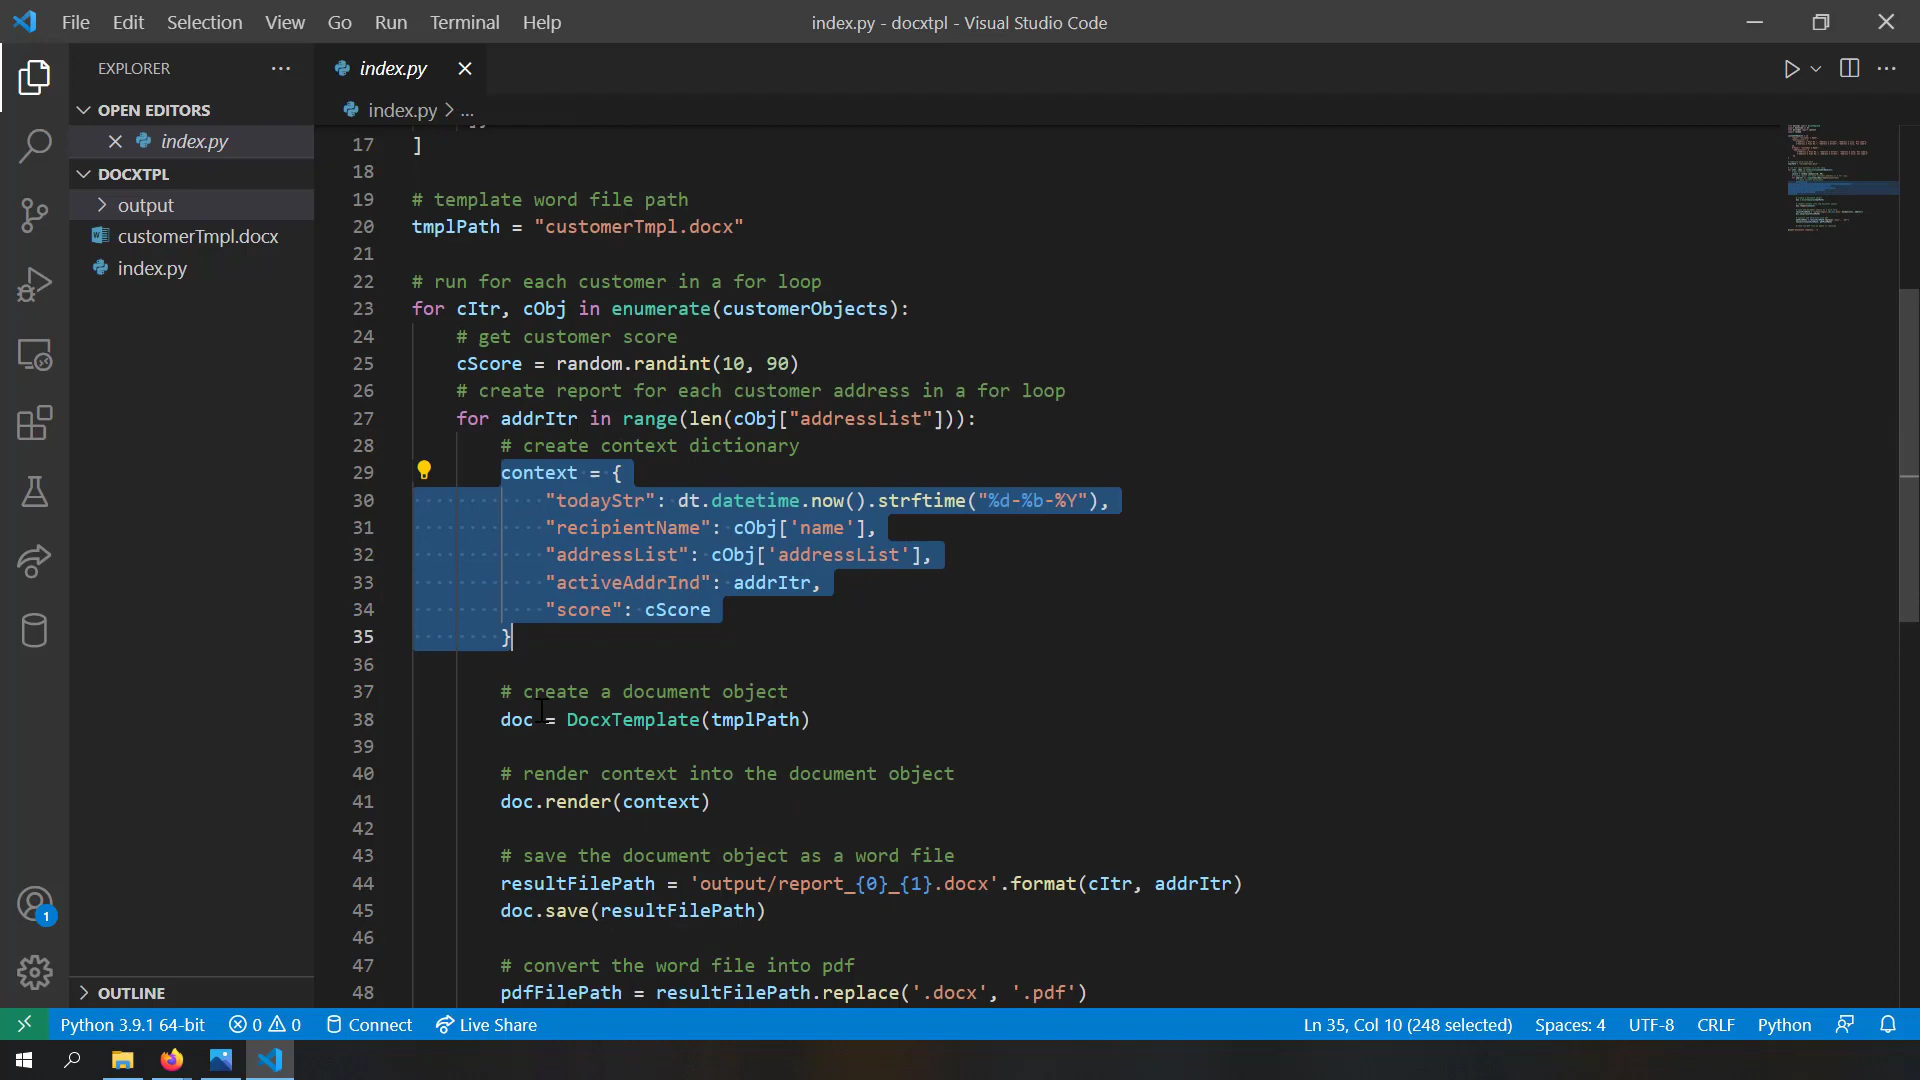 File Edit Selection View Go Run Terminal Help
index.py - docxtpl - Visual Studio Code
EXPLORER
index.py
OPEN EDITORS
index.py
DOCXTPL
output
customerTmpl.docx
index.py
OUTLINE
index.py > ...
17 ]
18
19 # template word file path
20 tmplPath = "customerTmpl.docx"
21
22 # run for each customer in a for loop
23 for cItr, cObj in enumerate(customerObjects):
24 # get customer score
25 cScore = random.randint(10, 90)
26 # create report for each customer address in a for loop
27 for addrItr in range(len(cObj["addressList"])):
28 # create context dictionary
29 context = {
30 "todayStr": dt.datetime.now().strftime("%d-%b-%Y"),
31 "recipientName": cObj['name'],
32 "addressList": cObj['addressList'],
33 "activeAddrInd": addrItr,
34 "score": cScore
35 }
36
37 # create a document object
38 doc = DocxTemplate(tmplPath)
39
40 # render context into the document object
41 doc.render(context)
42
43 # save the document object as a word file
44 resultFilePath = 'output/report_{0}_{1}.docx'.format(cItr, addrItr)
45 doc.save(resultFilePath)
46
47 # convert the word file into pdf
48 pdfFilePath = resultFilePath.replace('.docx', '.pdf')
1
Python 3.9.1 64-bit 0 0 Connect Live Share Ln 35, Col 10 (248 selected) Spaces: 4 UTF-8 CRLF Python